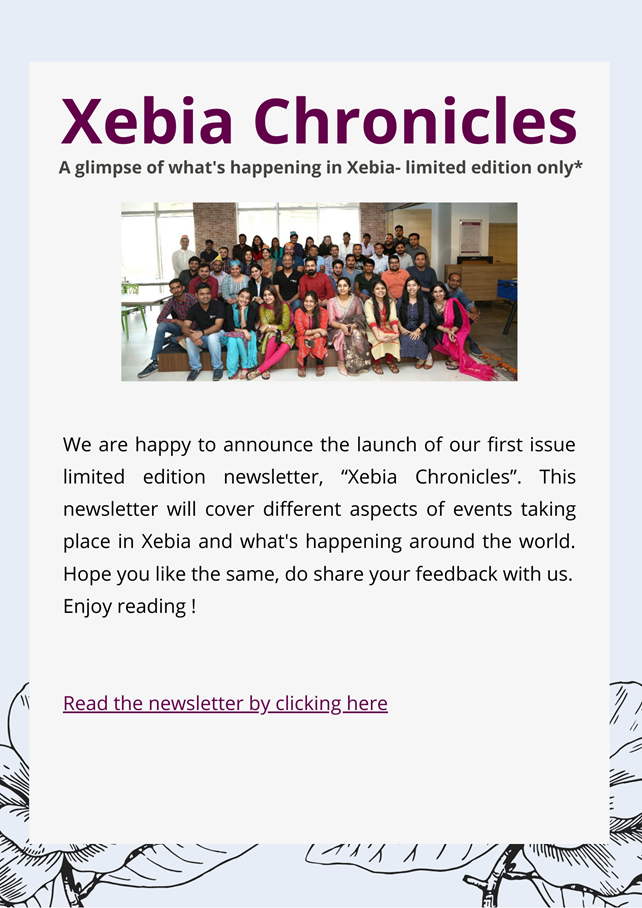 Xebia Chronicles
A glimpse of what's happening in Xebia- limited edition only*
We are happy to announce the launch of our first issue
limited edition newsletter, “Xebia Chronicles”. This
newsletter will cover different aspects of events taking
place in Xebia and what's happening around the world.
Hope you like the same, do share your feedback with us.
Enjoy reading !
Read the newsletter by clicking here